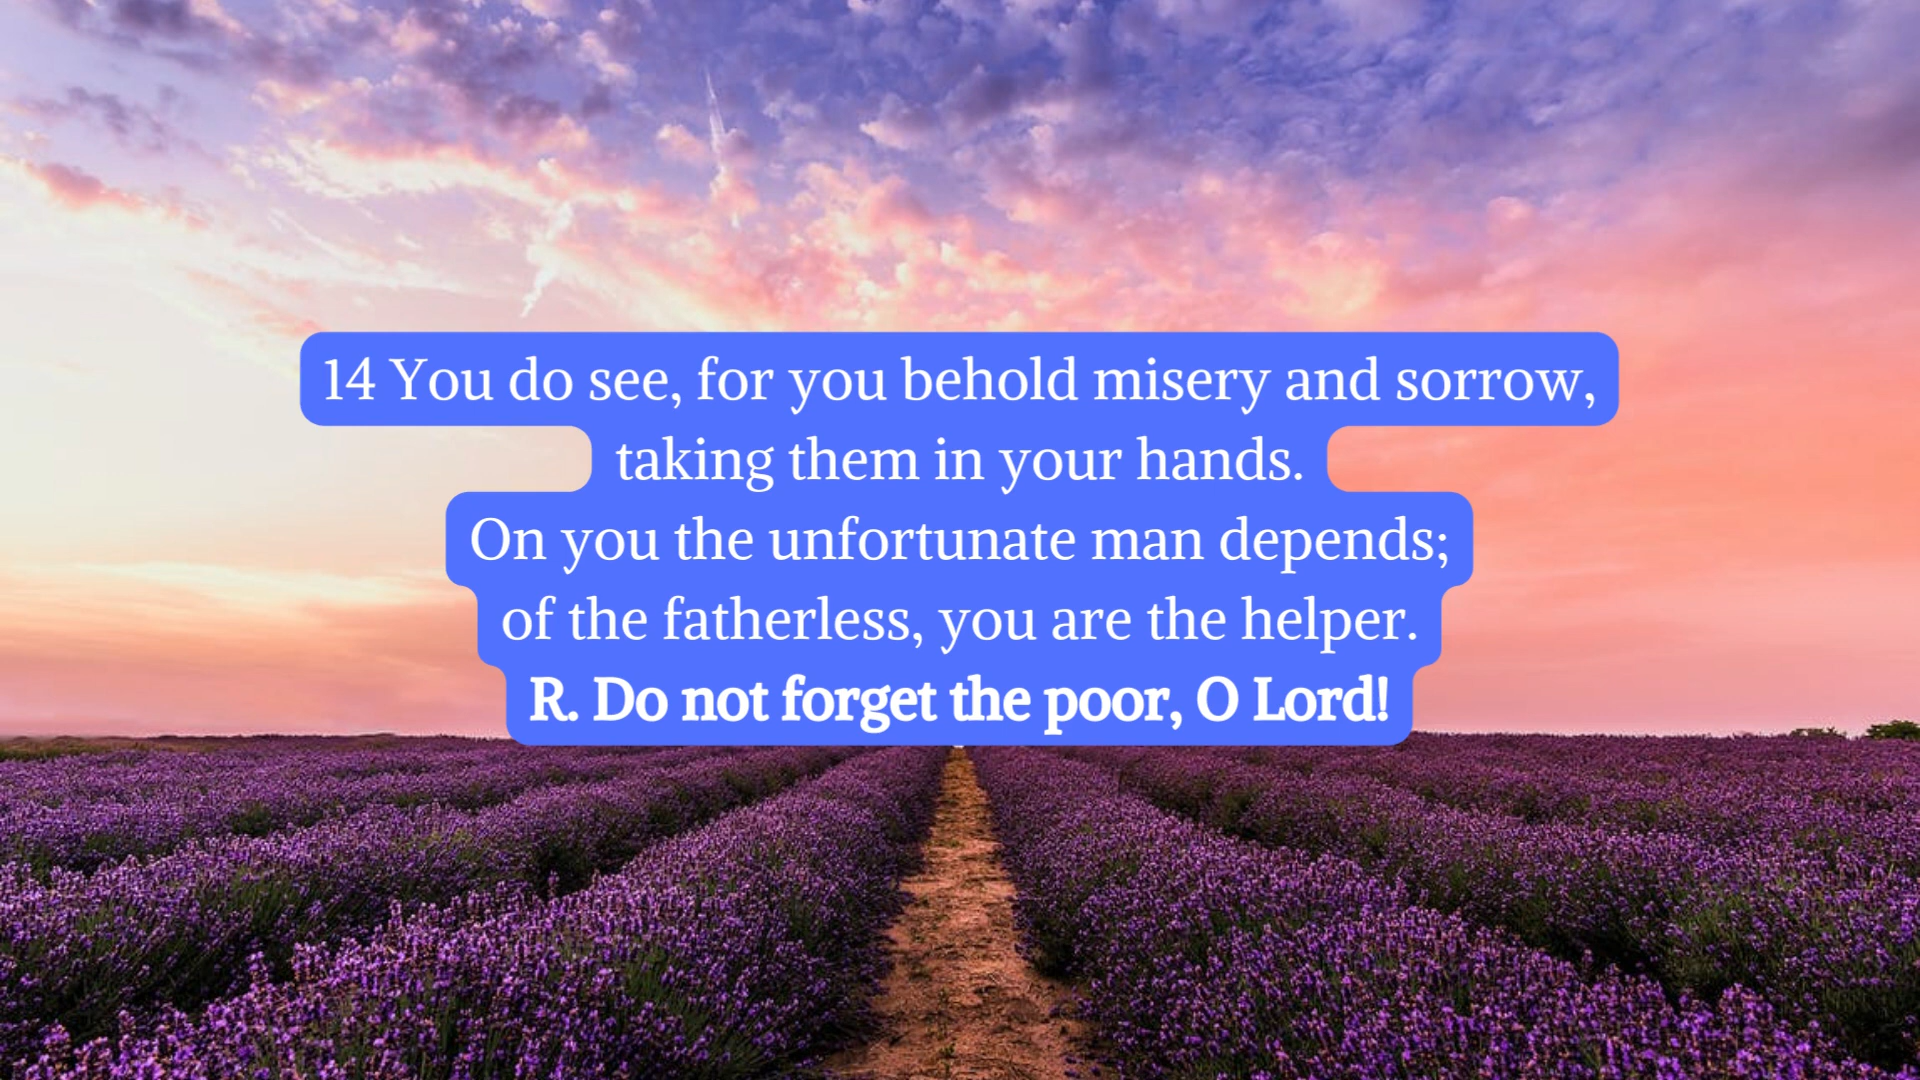 14 You do see, for you behold misery and sorrow,
taking them in your hands.
On you the unfortunate man depends;
of the fatherless, you are the helper.
R. Do not forget the poor, O Lord!